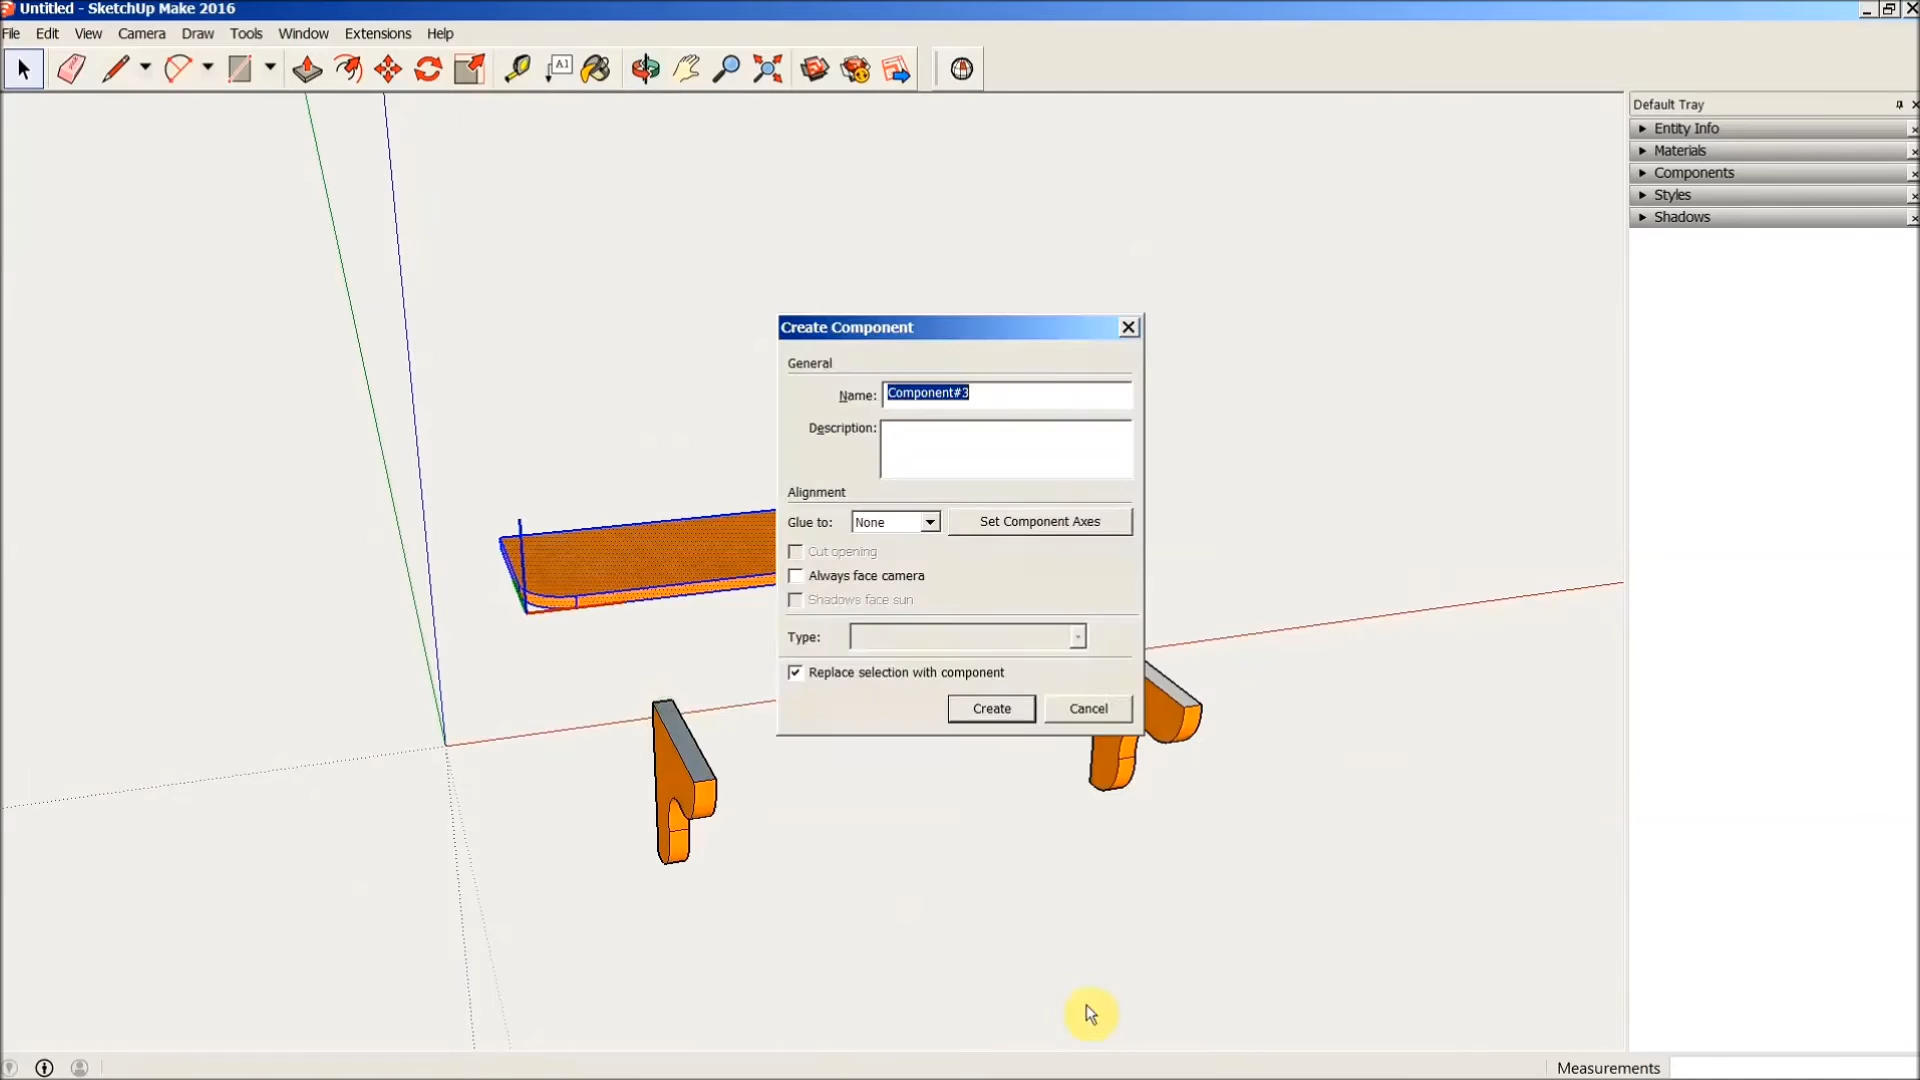 Untitled - SketchUp Make 2016
File Edit View Camera Draw Tools Window Extensions Help
A1
Default Tray
Entity Info
Materials
Components
Styles
Shadows
Create Component
General
Name: Component#3
Description:
Alignment
Glue to: None Set Component Axes
Cut opening
Always face camera
Shadows face sun
Type:
Replace selection with component
Create Cancel
Measurements